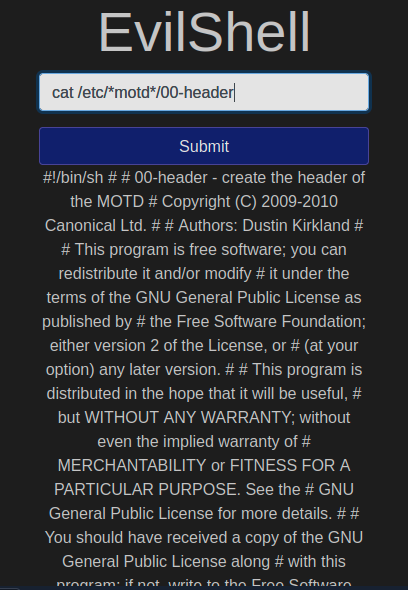 EvilShell
cat /etc/*motd*/00-header
Submit
#!/bin/sh # # 00-header - create the header of
the MOTD # Copyright (C) 2009-2010
Canonical Ltd. # # Authors: Dustin Kirkland #
# This program is free software; you can
redistribute it and/or modify # it under the
terms of the GNU General Public License as
published by # the Free Software Foundation;
either version 2 of the License, or # (at your
option) any later version. # # This program is
distributed in the hope that it will be useful, #
but WITHOUT ANY WARRANTY; without
even the implied warranty of #
MERCHANTABILITY or FITNESS FOR A
PARTICULAR PURPOSE. See the # GNU
General Public License for more details. # #
You should have received a copy of the GNU
General Public License along # with this
program; if not, write to the Free Software